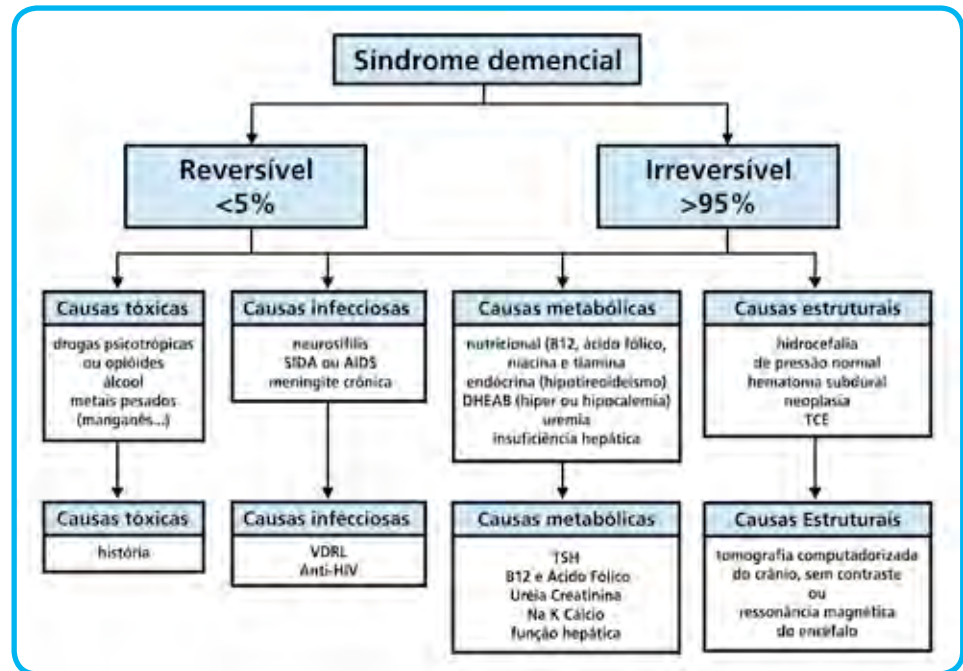 Síndrome demencial
Reversível
<5%
Irreversível
>95%
Causas tóxicas
drogas psicotrópicas
ou opióides
álcool
metais pesados
(manganês...)
Causas infecciosas
neurosífilis
SIDA ou AIDS
meningite crônica
Causas metabólicas
nutricional (B12, ácido fólico,
niacina e tiamina
endócrina (hipotireoideísmo)
DHEAB (hiper ou hipocalemia)
uremia
insuficiência hepática
Causas estruturais
hidrocefalia
de pressão normal
hematoma subdural
neoplasia
TCE
Causas tóxicas
história
Causas infecciosas
VDRL
Anti-HIV
Causas metabólicas
TSH
B12 e Ácido Fólico
Ureia Creatinina
Na K Cálcio
função hepática
Causas Estruturais
tomografia computadorizada
do crânio, sem contraste
ou
ressonância magnética
do encéfalo